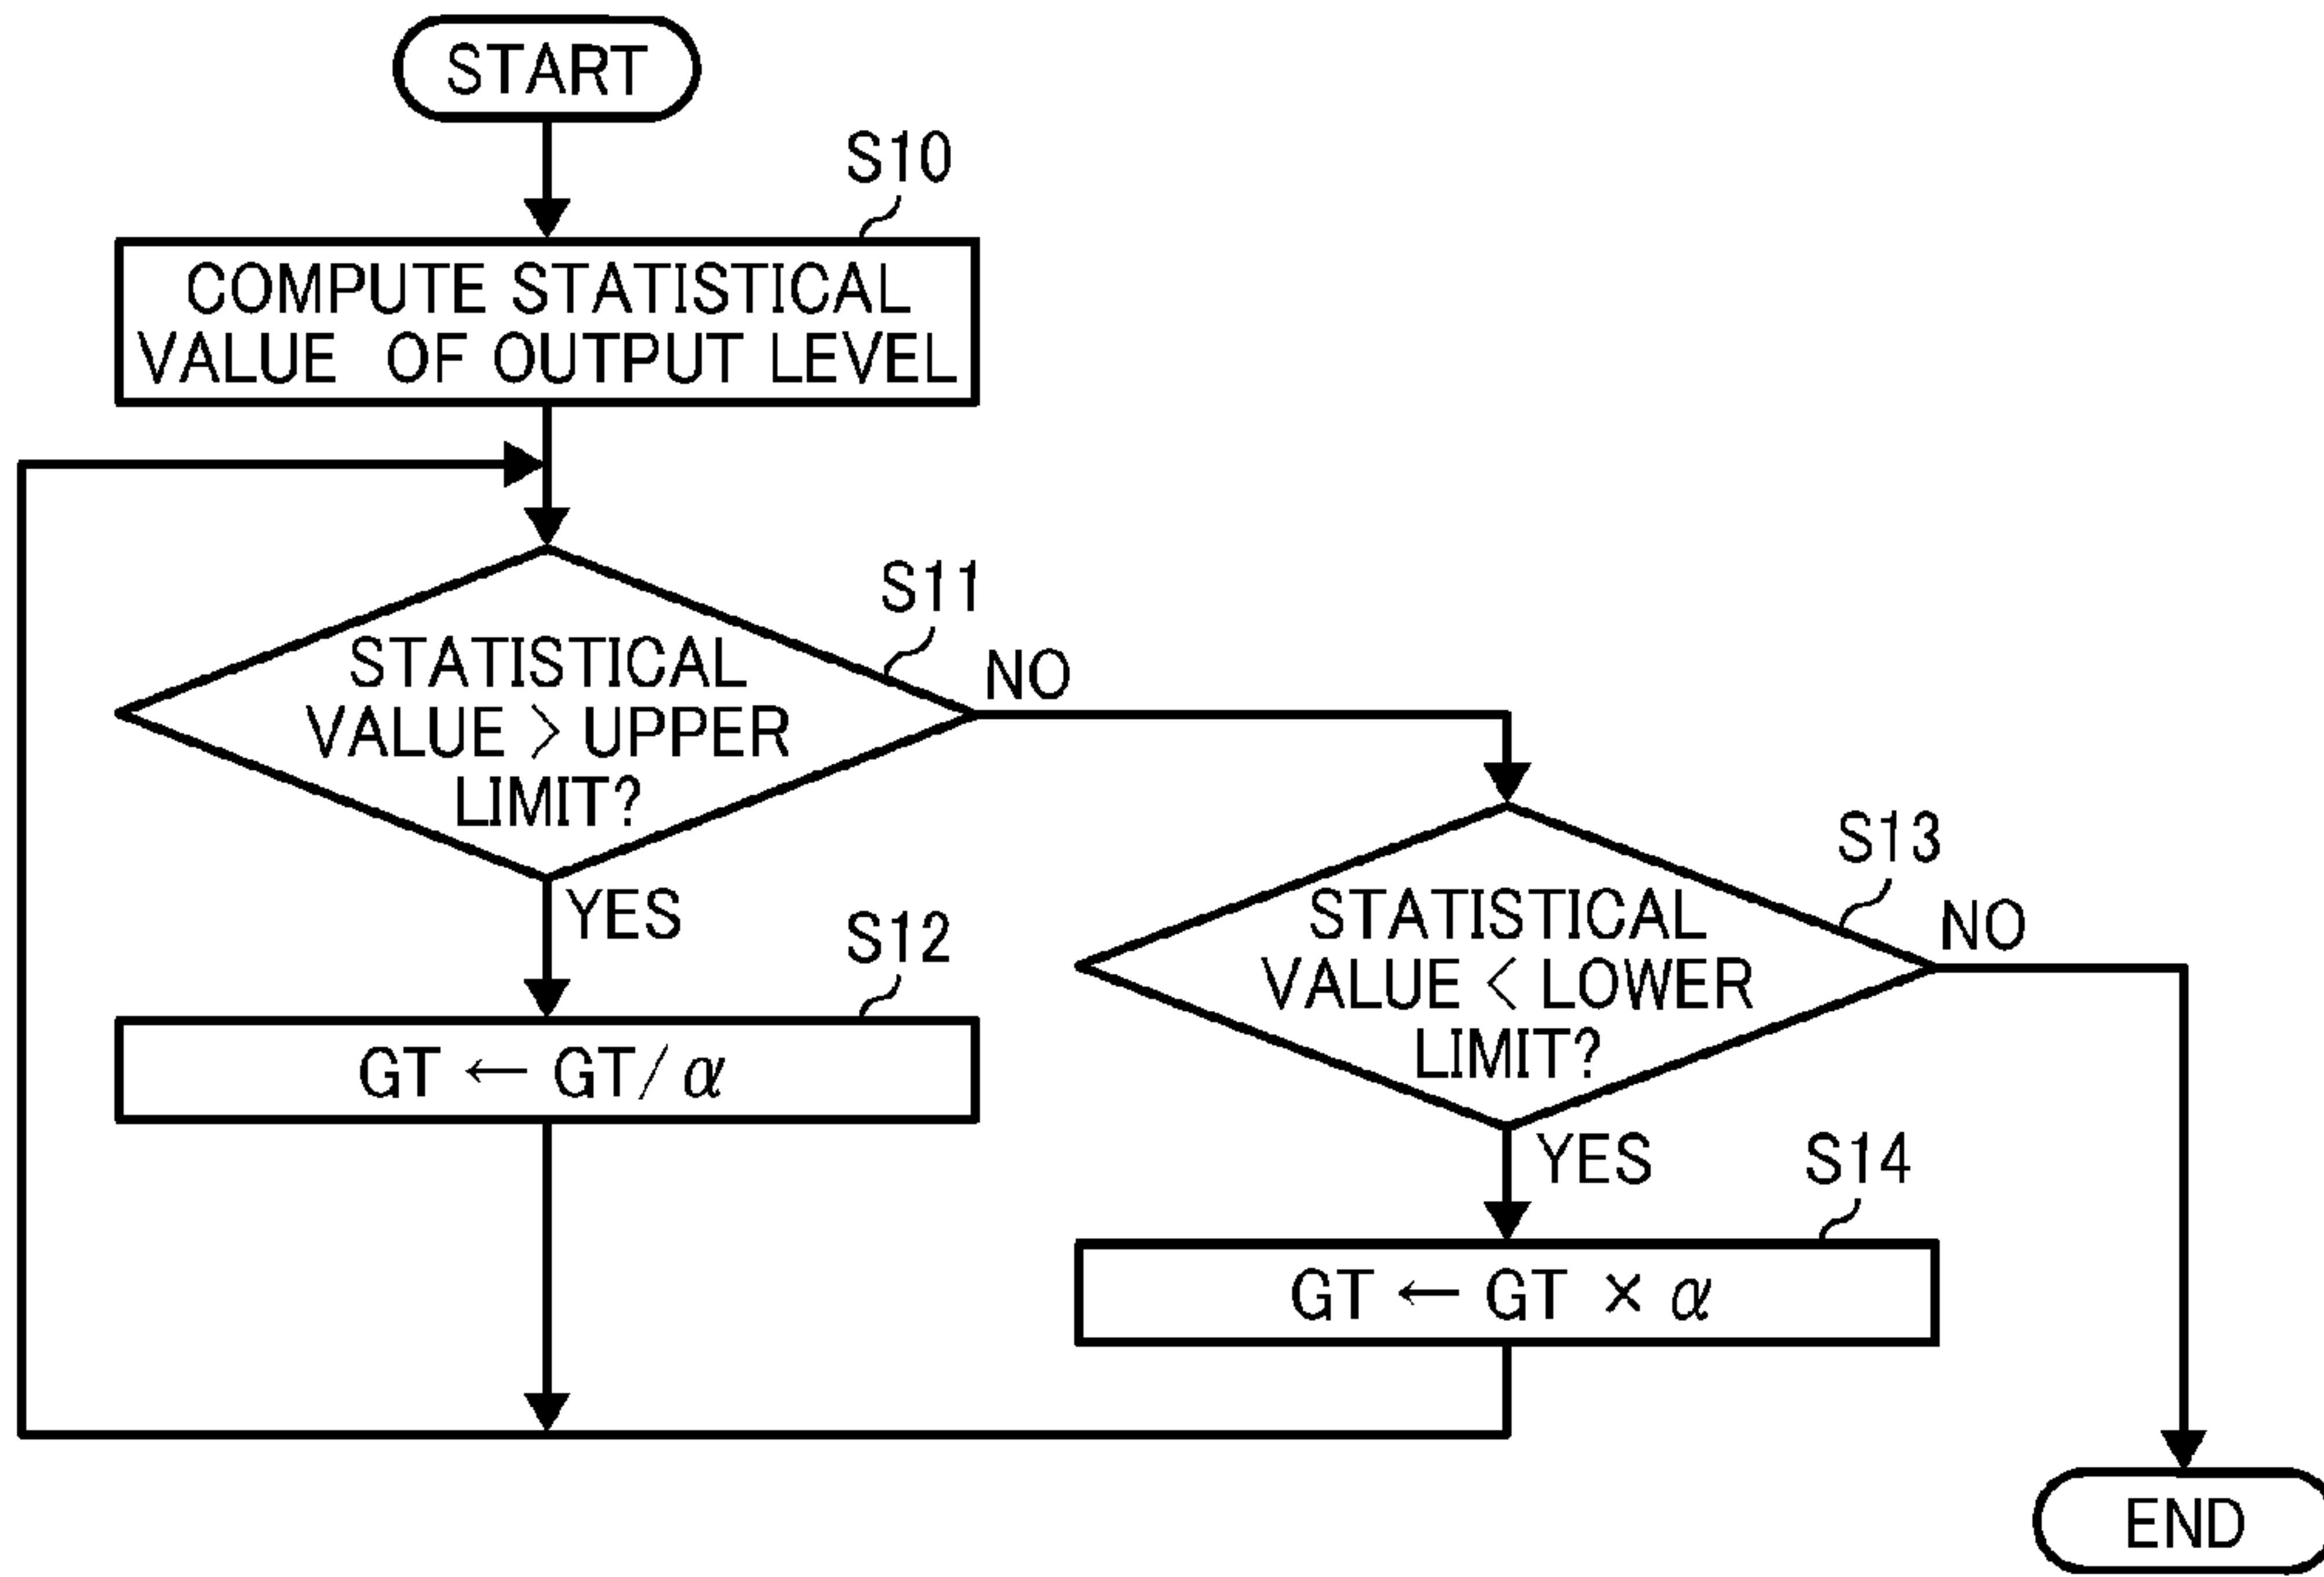 START
S10
COMPUTE STATISTICAL
VALUE OF OUTPUT LEVEL
S11
STATISTICAL
VALUE > UPPER
LIMIT?
NO
YES
S12
GT ← GT/α
S13
STATISTICAL
VALUE < LOWER
LIMIT?
NO
YES
S14
GT ← GT × α
END